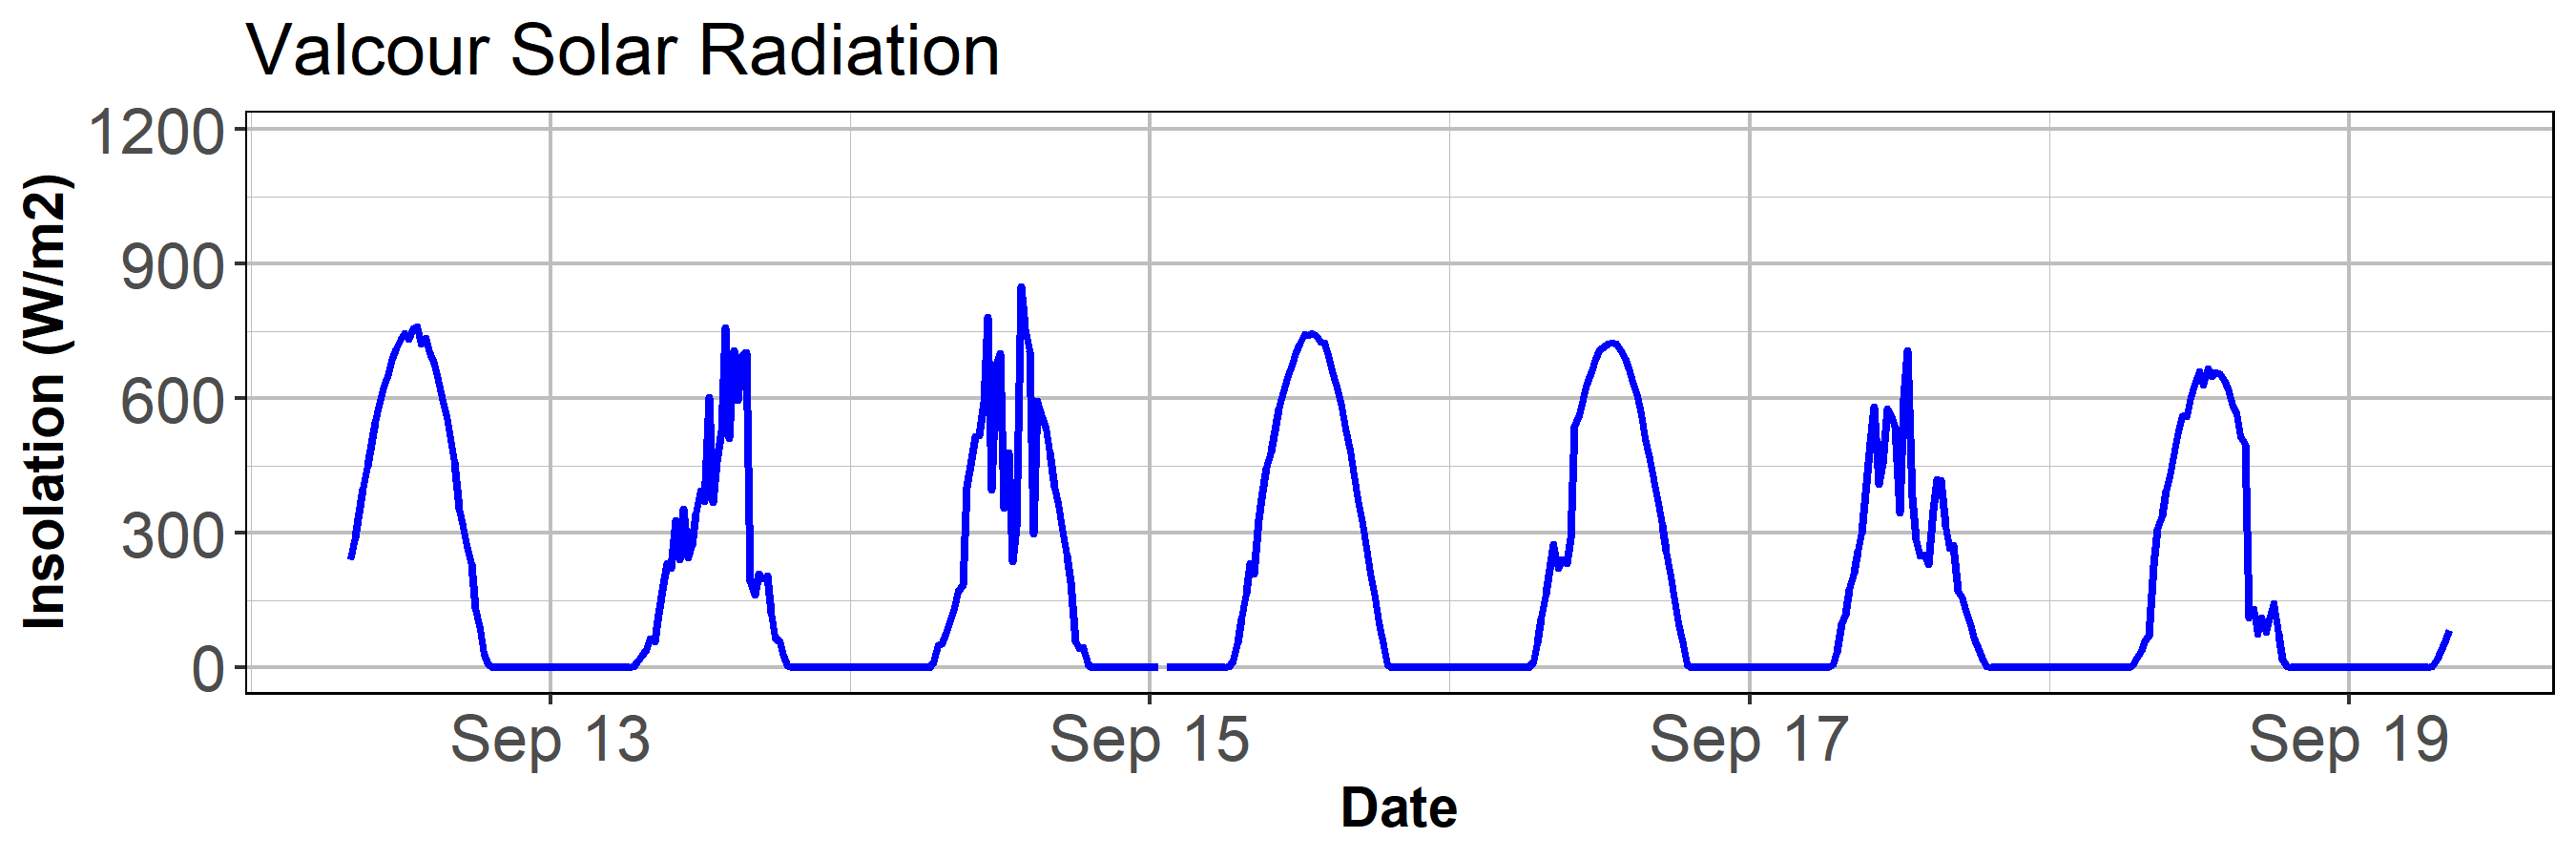 Valcour Solar Radiation
1200
900
600
300
0
Insolation (W/m2)
Sep 13 Sep 15 Sep 17 Sep 19
Date